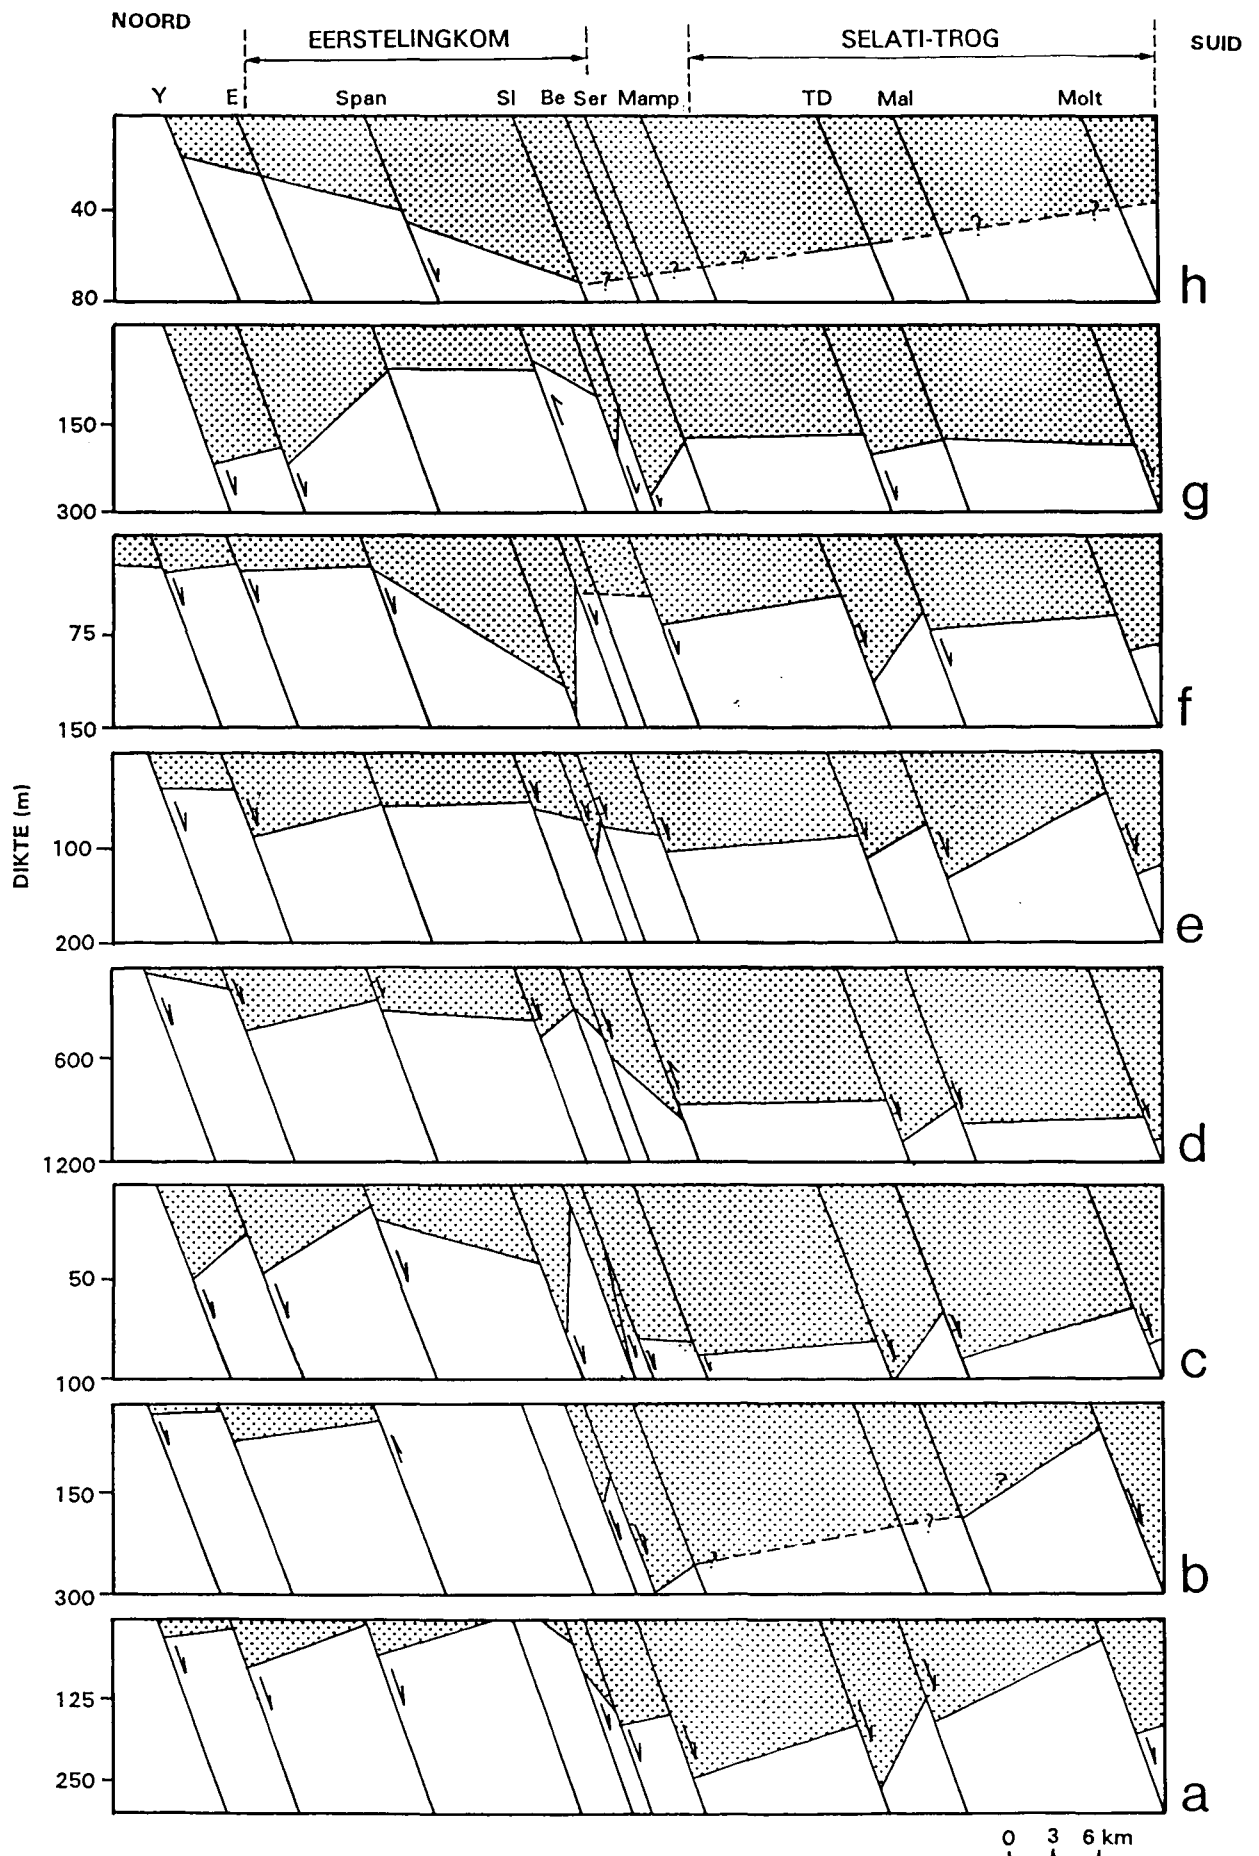 NOORD
EERSTELINGKOM
SELATI-TROG
SUID
Y E Span Sl Be Ser Mamp TD Mal Molt
40
? ? ? ? ?
80
h
150
300
g
75
150
f
DIKTE (m)
100
200
e
600
1200
d
50
100
c
150
? ? ?
300
b
125
250
a
0 3 6 km